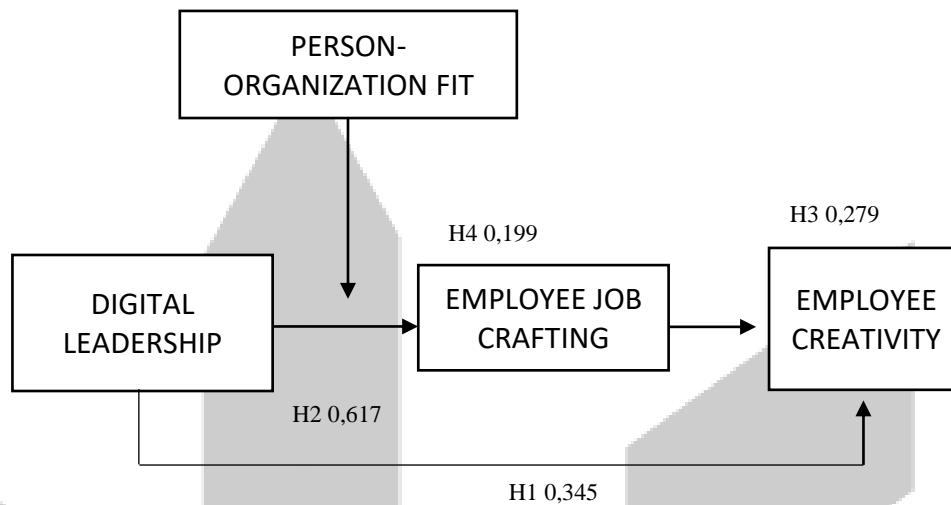 PERSON-
ORGANIZATION FIT
H4 0,199
H3 0,279
DIGITAL
LEADERSHIP
EMPLOYEE JOB
CRAFTING
EMPLOYEE
CREATIVITY
H2 0,617
H1 0,345